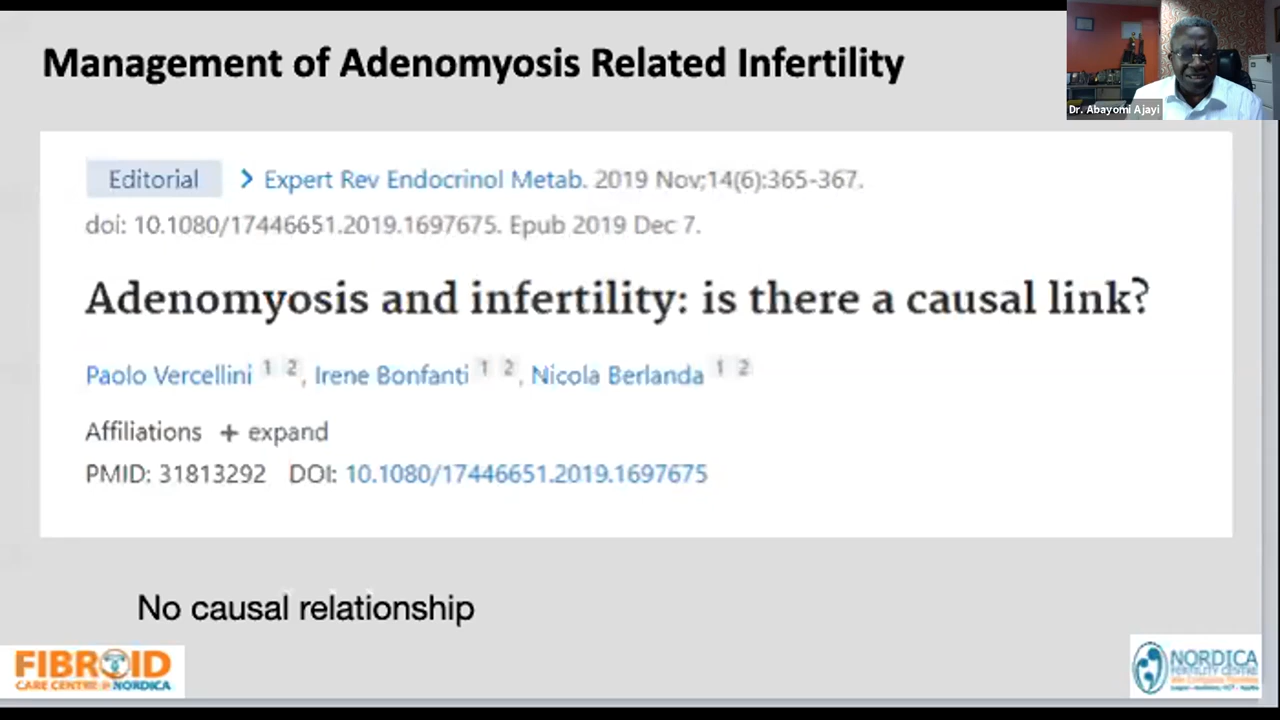 Management of Adenomyosis Related Infertility
Dr. Abayomi Ajayi
Editorial > Expert Rev Endocrinol Metab. 2019 Nov;14(6):365-367.
doi: 10.1080/17446651.2019.1697675. Epub 2019 Dec 7.
Adenomyosis and infertility: is there a causal link?
Paolo Vercellini 1 2, Irene Bonfanti 1 2, Nicola Berlanda 1 2
Affiliations + expand
PMID: 31813292 DOI: 10.1080/17446651.2019.1697675
No causal relationship
FIBROID
CARE CENTRE @ NORDICA
NORDICA
FERTILITY CENTRE